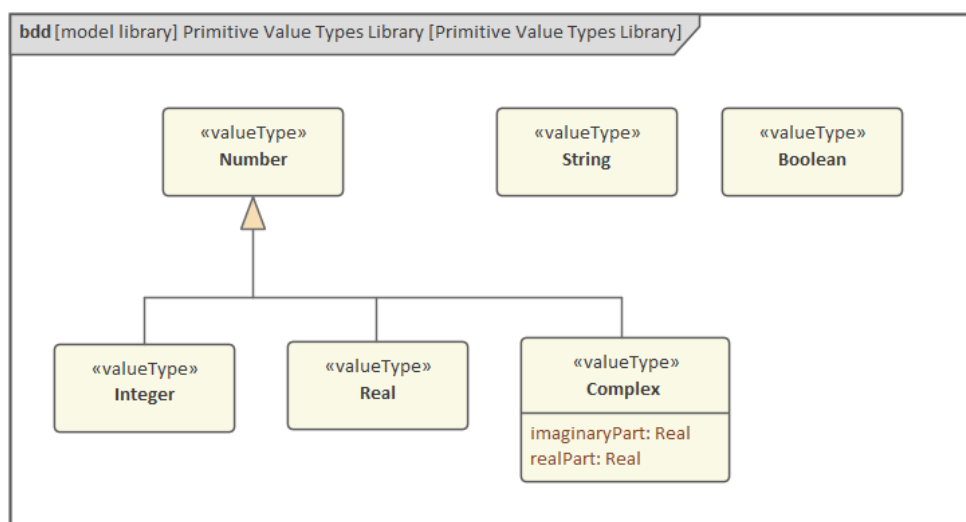 bdd [model library] Primitive Value Types Library [Primitive Value Types Library]
«valueType»
Number
«valueType»
String
«valueType»
Boolean
«valueType»
Integer
«valueType»
Real
«valueType»
Complex
imaginaryPart: Real
realPart: Real